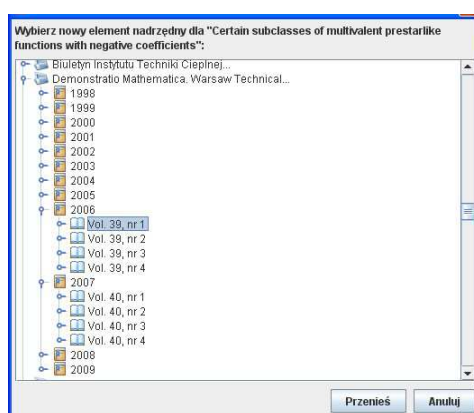 Wybierz nowy element nadrzędny dla "Certain subclasses of multivalent prestarlike
functions with negative coefficients":
Biuletyn Instytutu Techniki Cieplnej...
Demonstratio Mathematica. Warsaw Technical...
1998
1999
2000
2001
2002
2003
2004
2005
2006
Vol. 39, nr 1
Vol. 39, nr 2
Vol. 39, nr 3
Vol. 39, nr 4
2007
Vol. 40, nr 1
Vol. 40, nr 2
Vol. 40, nr 3
Vol. 40, nr 4
2008
2009
Przenieś Anuluj